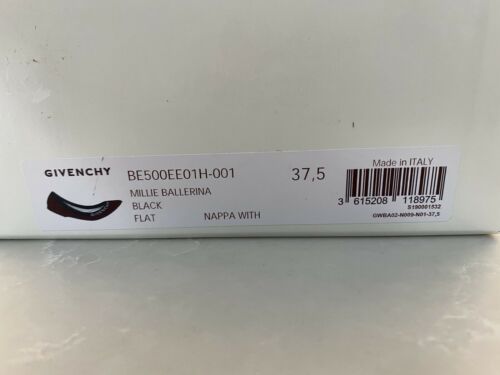 GIVENCHY
BE500EE01H-001
37,5
MILLIE BALLERINA
BLACK
FLAT NAPPA WITH
Made in ITALY
3 615208 118975
S190001532
GWBA02-N009-N01-37,5